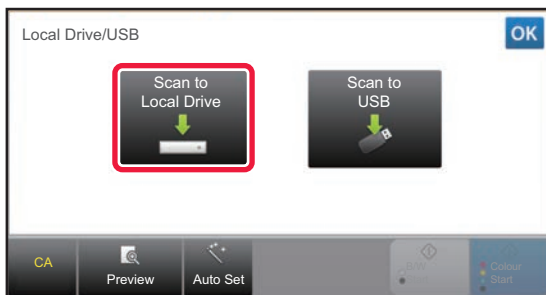 Local Drive/USB
OK
Scan to
Local Drive
Scan to
USB
CA
Preview
Auto Set
B/W
Colour
Start